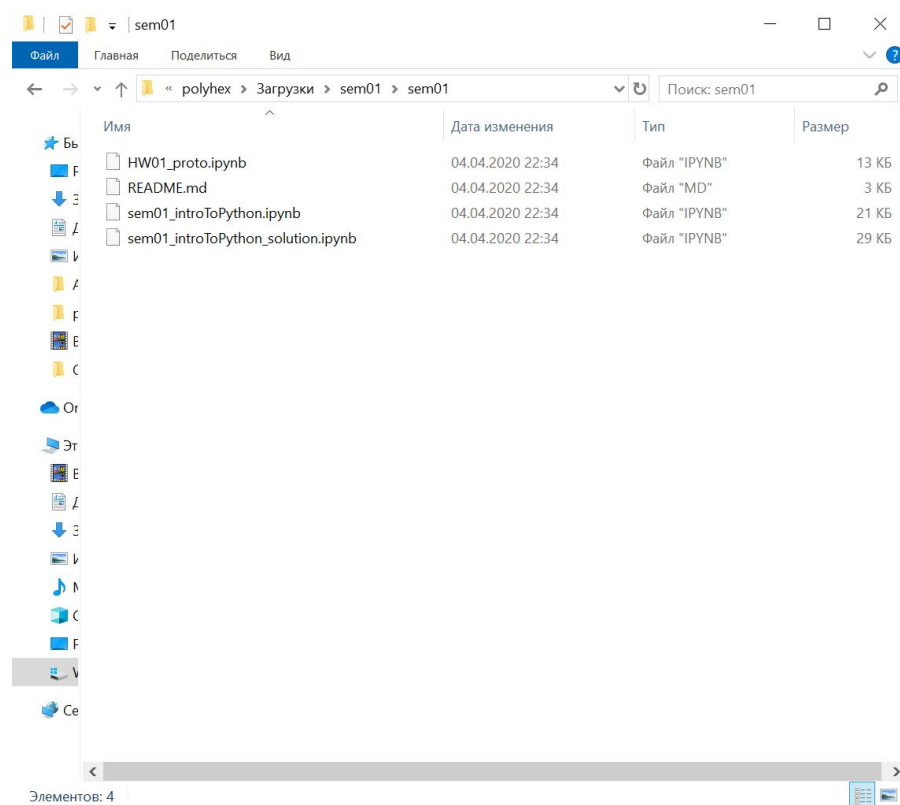 sem01
Файл Главная Поделиться Вид
« polyhex > Загрузки > sem01 > sem01 Поиск: sem01
Имя Дата изменения Тип Размер
HW01_proto.ipynb 04.04.2020 22:34 Файл "IPYNB" 13 КБ
README.md 04.04.2020 22:34 Файл "MD" 3 КБ
sem01_introToPython.ipynb 04.04.2020 22:34 Файл "IPYNB" 21 КБ
sem01_introToPython_solution.ipynb 04.04.2020 22:34 Файл "IPYNB" 29 КБ
Бы
Эт
Се
Элементов: 4